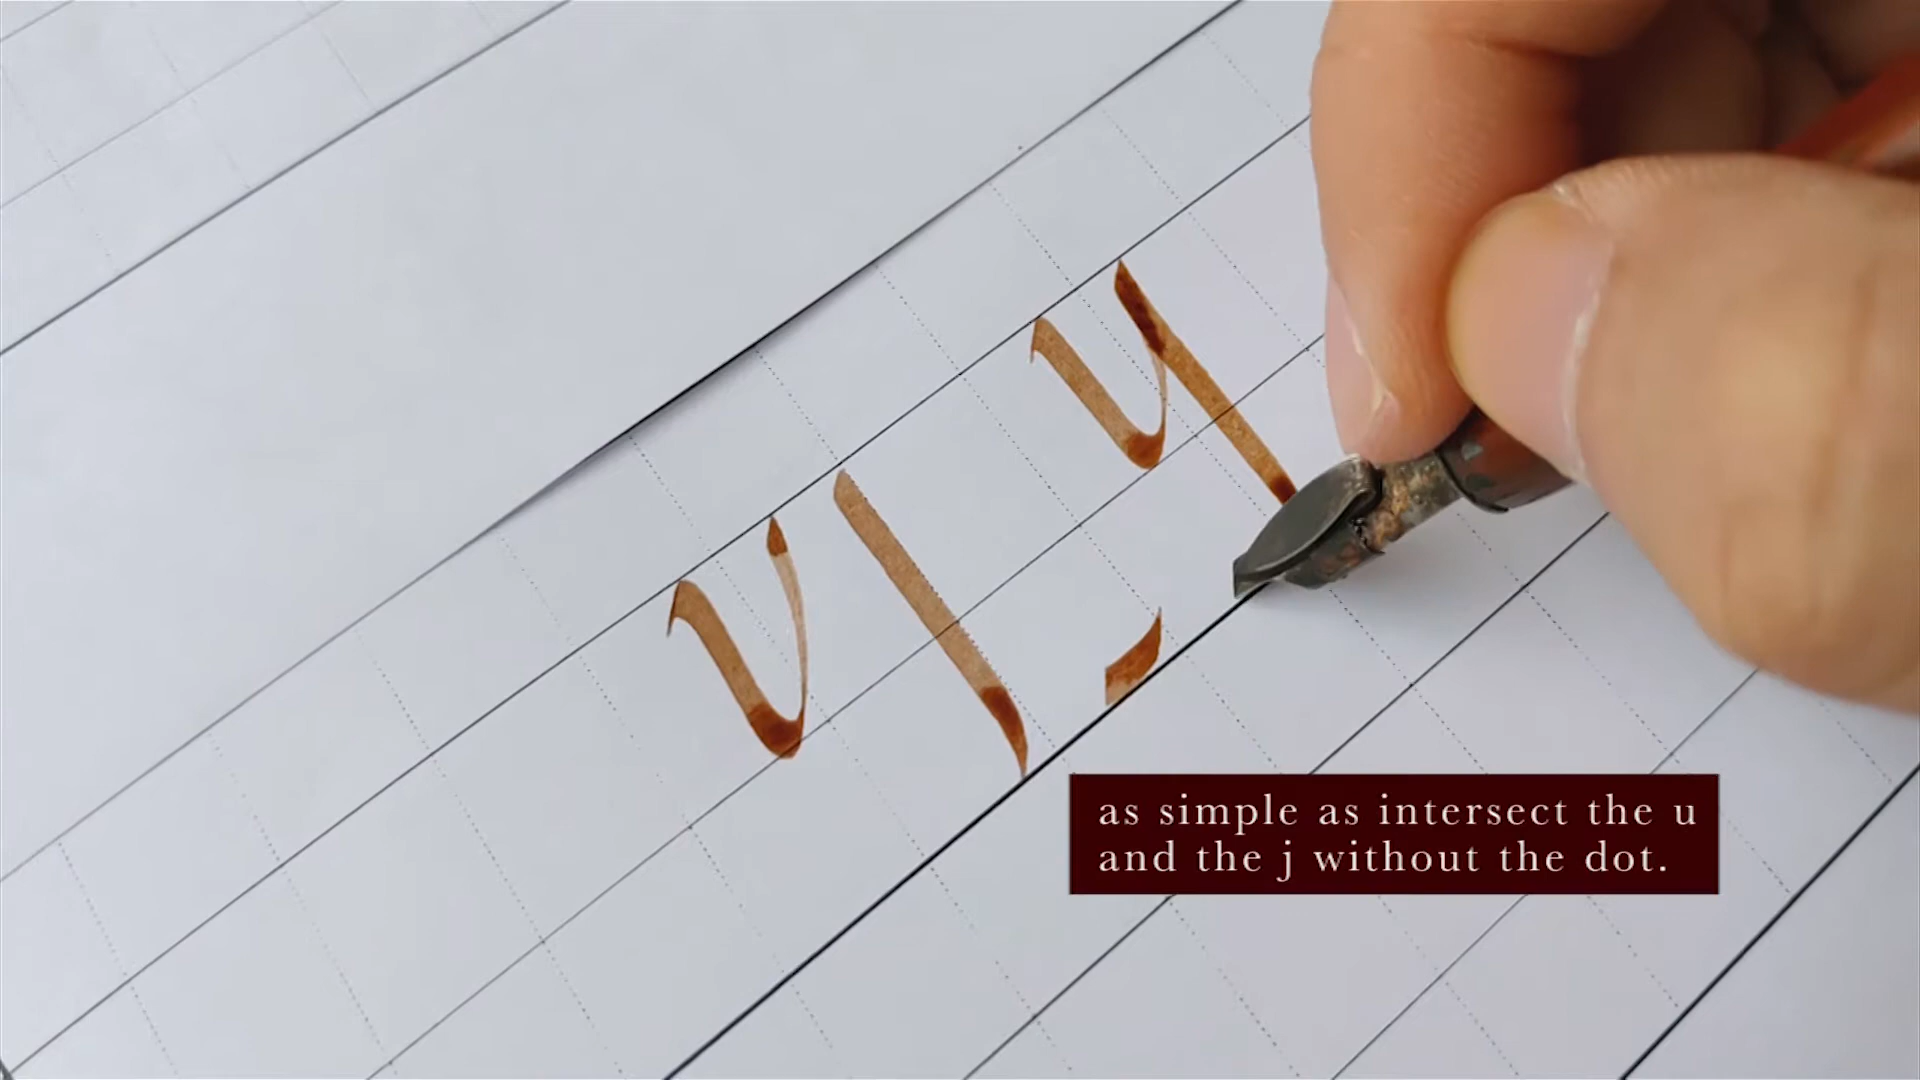 y
as simple as intersect the u
and the j without the dot.